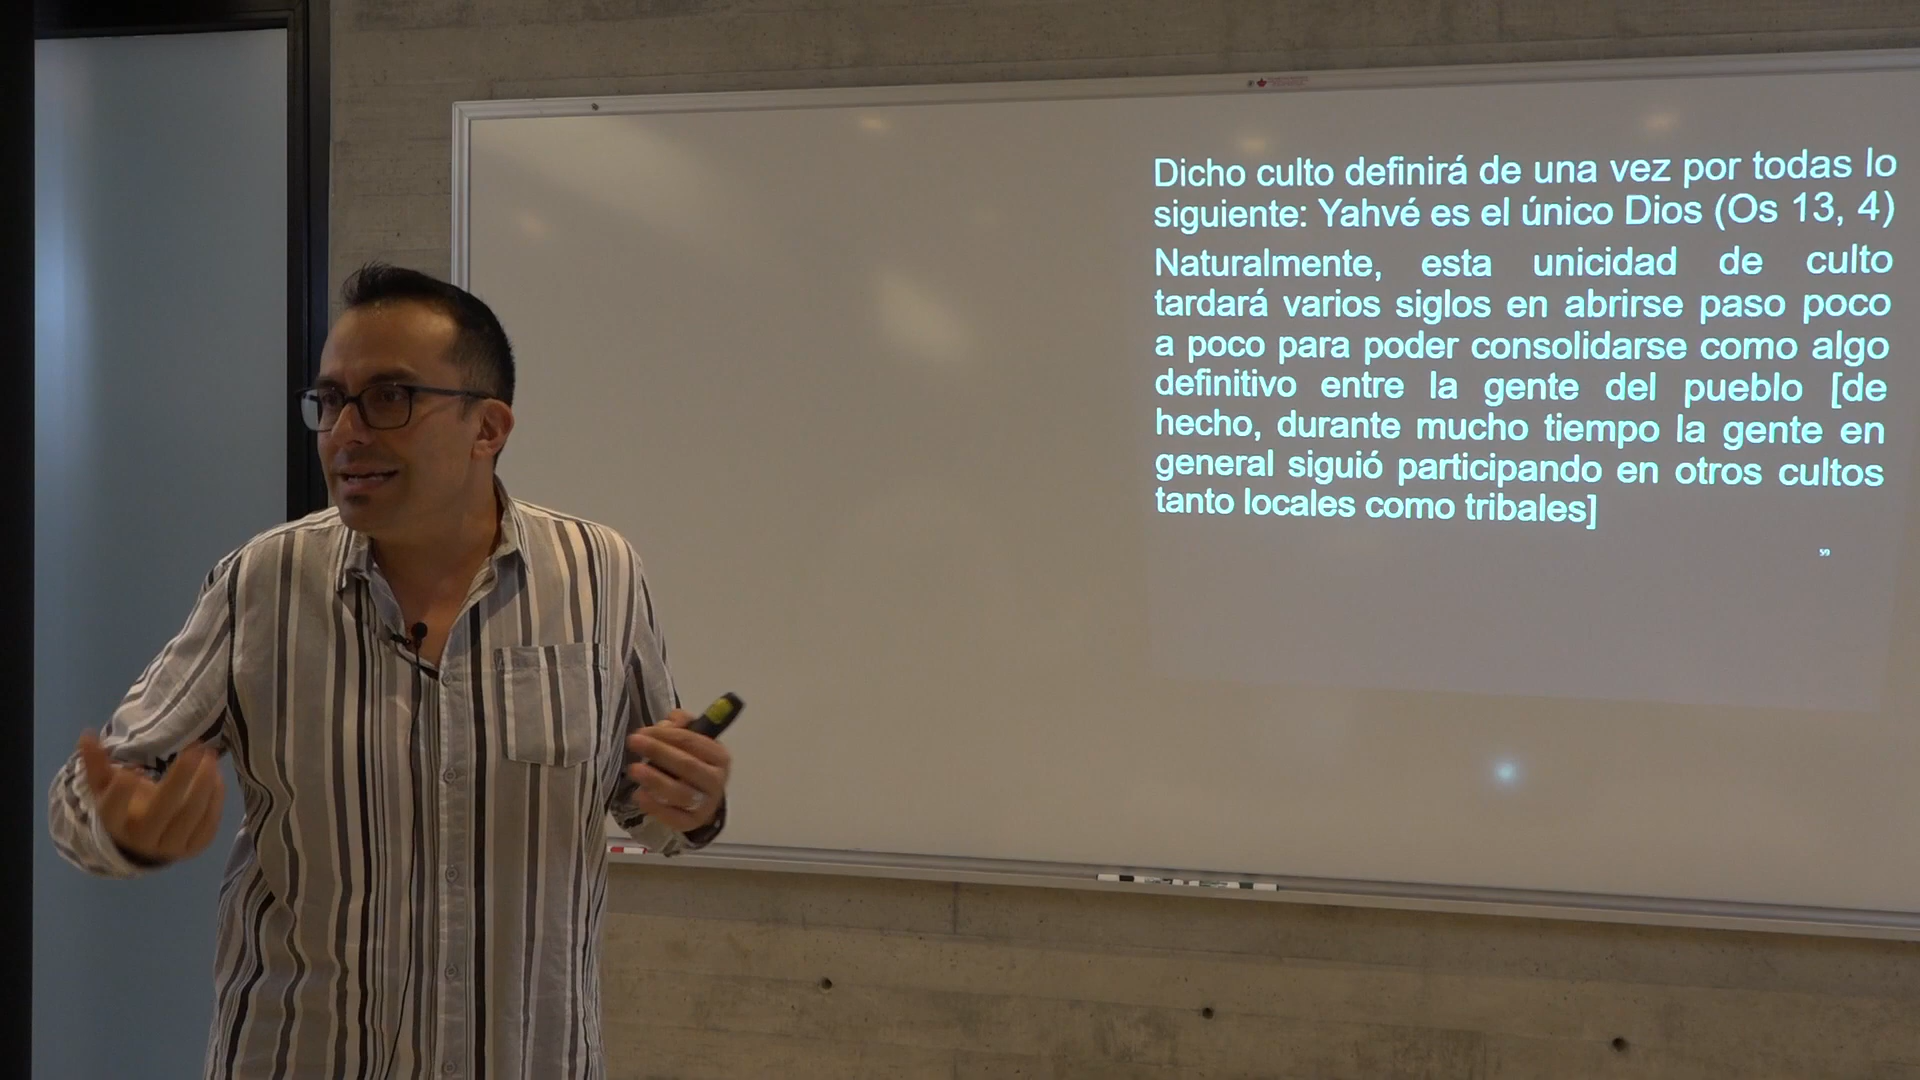 Dicho culto definirá de una vez por todas lo
siguiente: Yahvé es el único Dios (Os 13, 4)
Naturalmente, esta unicidad de culto
tardará varios siglos en abrirse paso poco
a poco para poder consolidarse como algo
definitivo entre la gente del pueblo [de
hecho, durante mucho tiempo la gente en
general siguió participando en otros cultos
tanto locales como tribales]
59